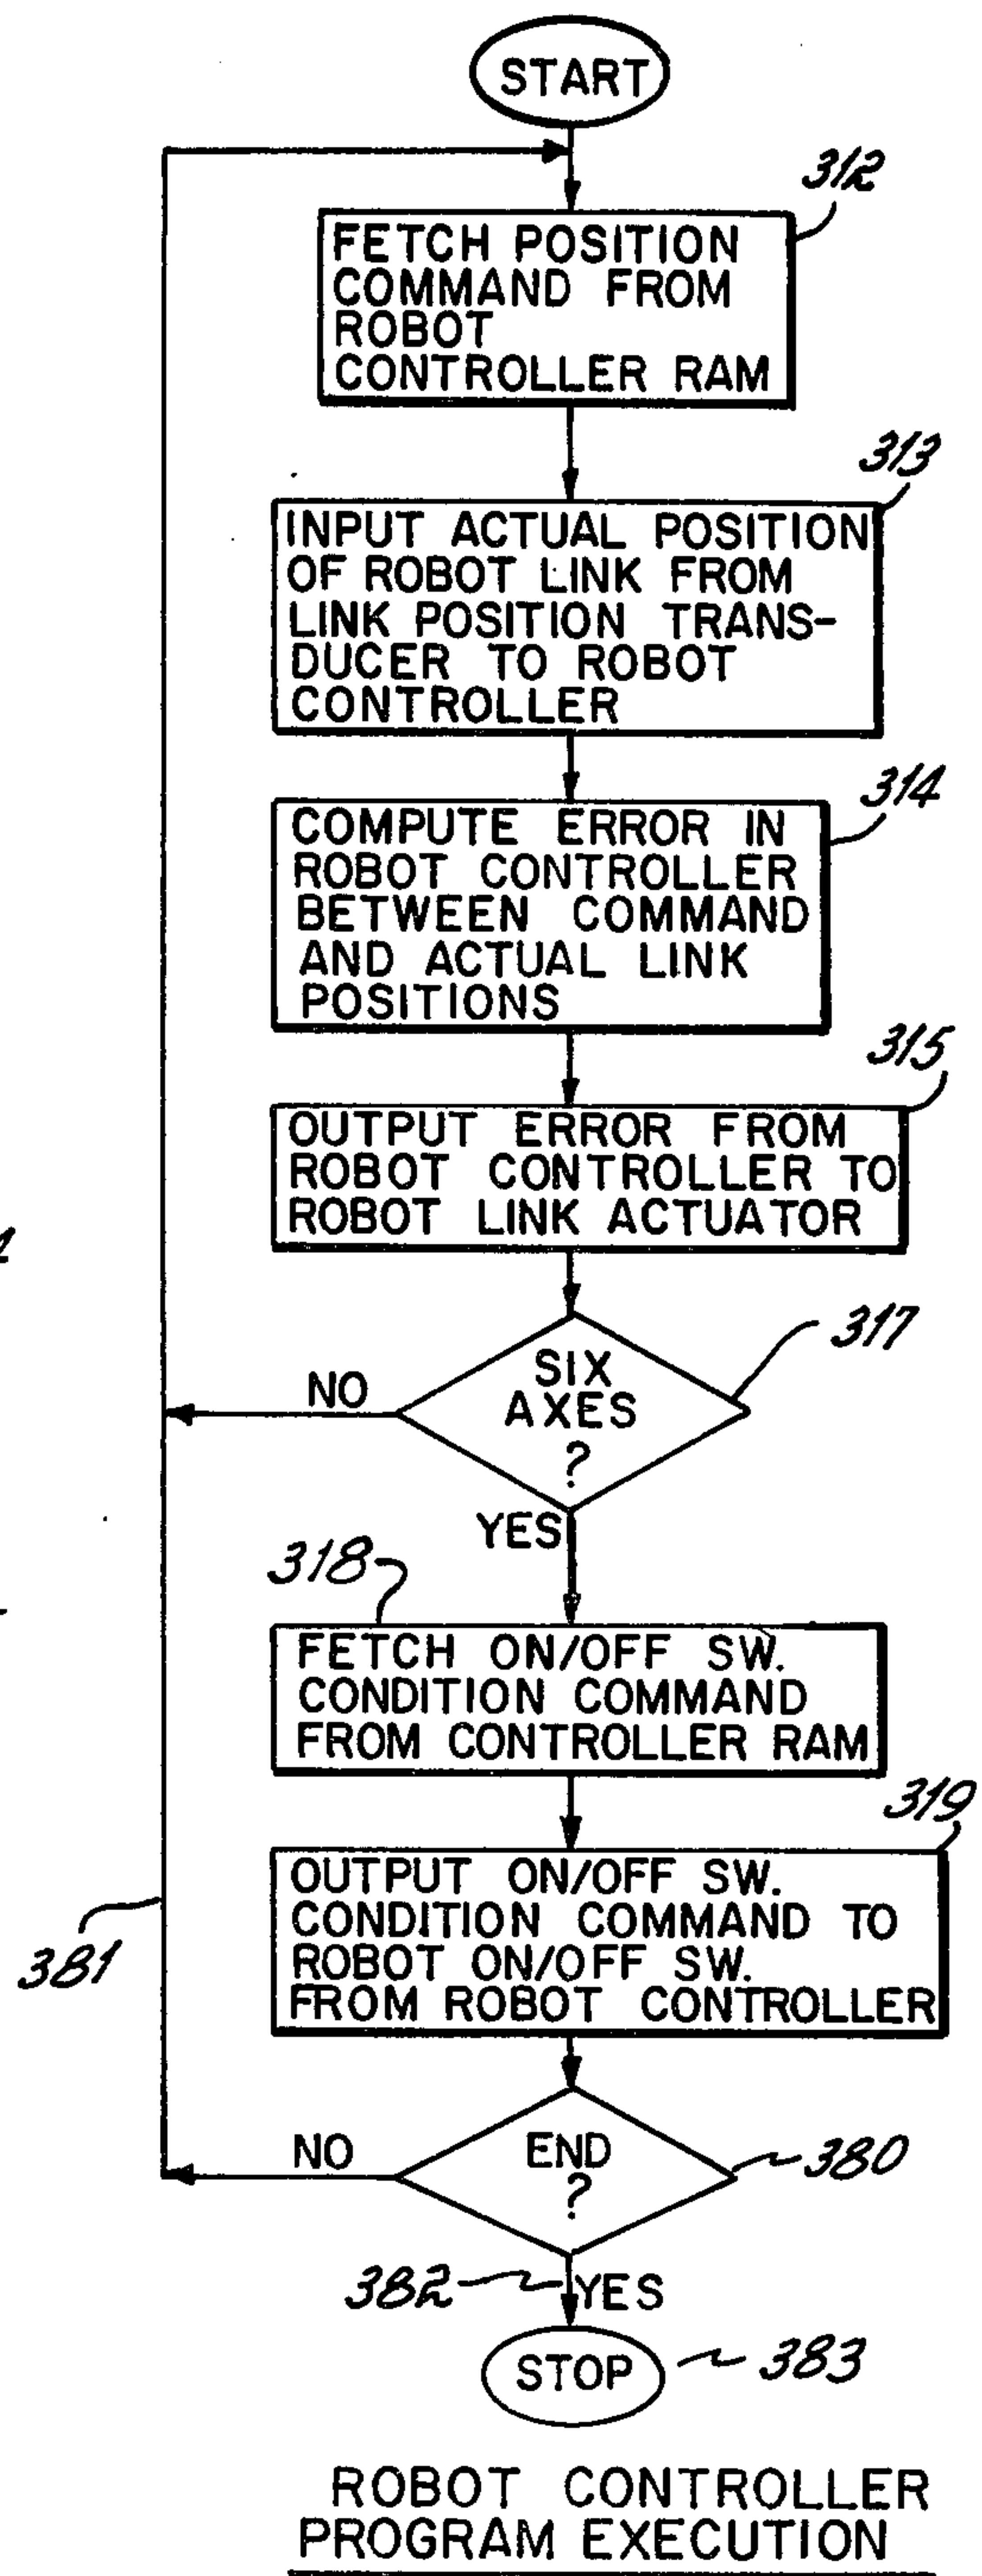 START
312
FETCH POSITION
COMMAND FROM
ROBOT
CONTROLLER RAM
313
INPUT ACTUAL POSITION
OF ROBOT LINK FROM
LINK POSITION TRANS-
DUCER TO ROBOT
CONTROLLER
314
COMPUTE ERROR IN
ROBOT CONTROLLER
BETWEEN COMMAND
AND ACTUAL LINK
POSITIONS
315
OUTPUT ERROR FROM
ROBOT CONTROLLER TO
ROBOT LINK ACTUATOR
317
SIX
AXES
?
NO
YES
318
FETCH ON/OFF SW.
CONDITION COMMAND
FROM CONTROLLER RAM
319
OUTPUT ON/OFF SW.
CONDITION COMMAND TO
ROBOT ON/OFF SW.
FROM ROBOT CONTROLLER
381
END
?
NO
380
382
YES
STOP
383
ROBOT CONTROLLER
PROGRAM EXECUTION